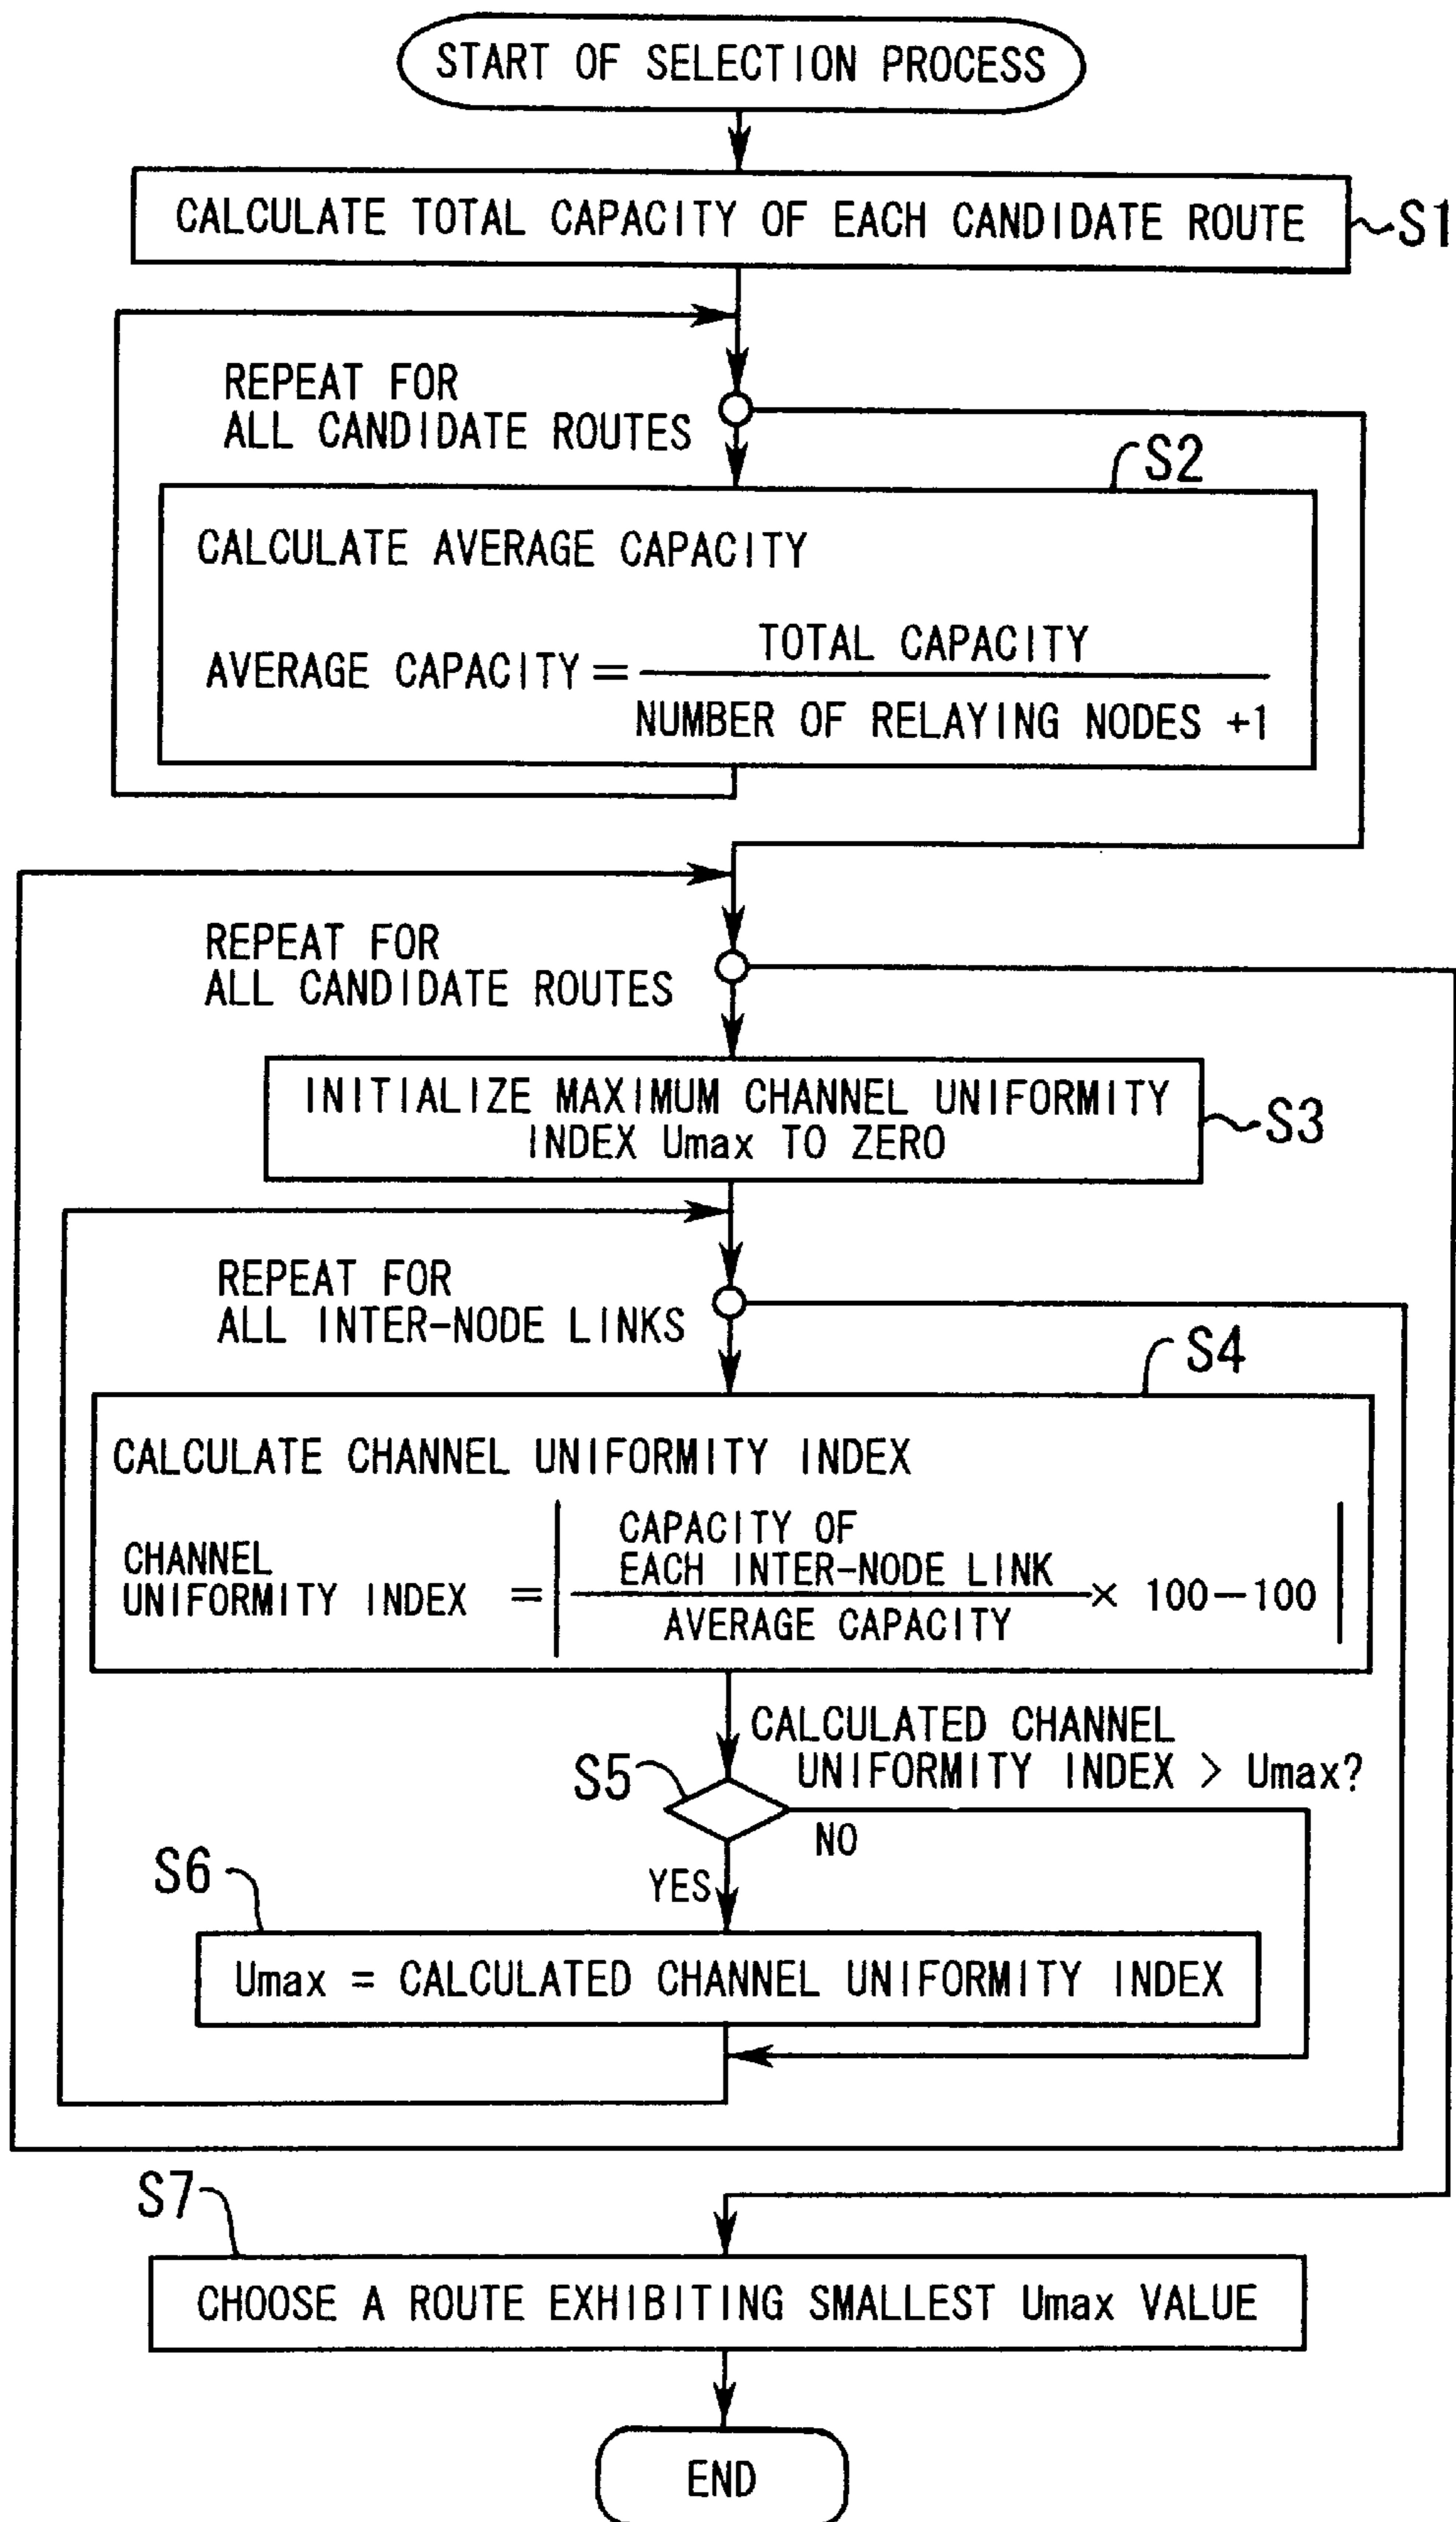 START OF SELECTION PROCESS
CALCULATE TOTAL CAPACITY OF EACH CANDIDATE ROUTE
S1
REPEAT FOR
ALL CANDIDATE ROUTES
S2
CALCULATE AVERAGE CAPACITY
TOTAL CAPACITY
AVERAGE CAPACITY =
NUMBER OF RELAYING NODES +1
REPEAT FOR
ALL CANDIDATE ROUTES
INITIALIZE MAXIMUM CHANNEL UNIFORMITY
INDEX Umax TO ZERO
S3
REPEAT FOR
ALL INTER-NODE LINKS
S4
CALCULATE CHANNEL UNIFORMITY INDEX
CHANNEL
UNIFORMITY INDEX =
CAPACITY OF
EACH INTER-NODE LINK
AVERAGE CAPACITY
× 100-100
CALCULATED CHANNEL
UNIFORMITY INDEX > Umax?
S5
NO
YES
S6
Umax = CALCULATED CHANNEL UNIFORMITY INDEX
S7
CHOOSE A ROUTE EXHIBITING SMALLEST Umax VALUE
END